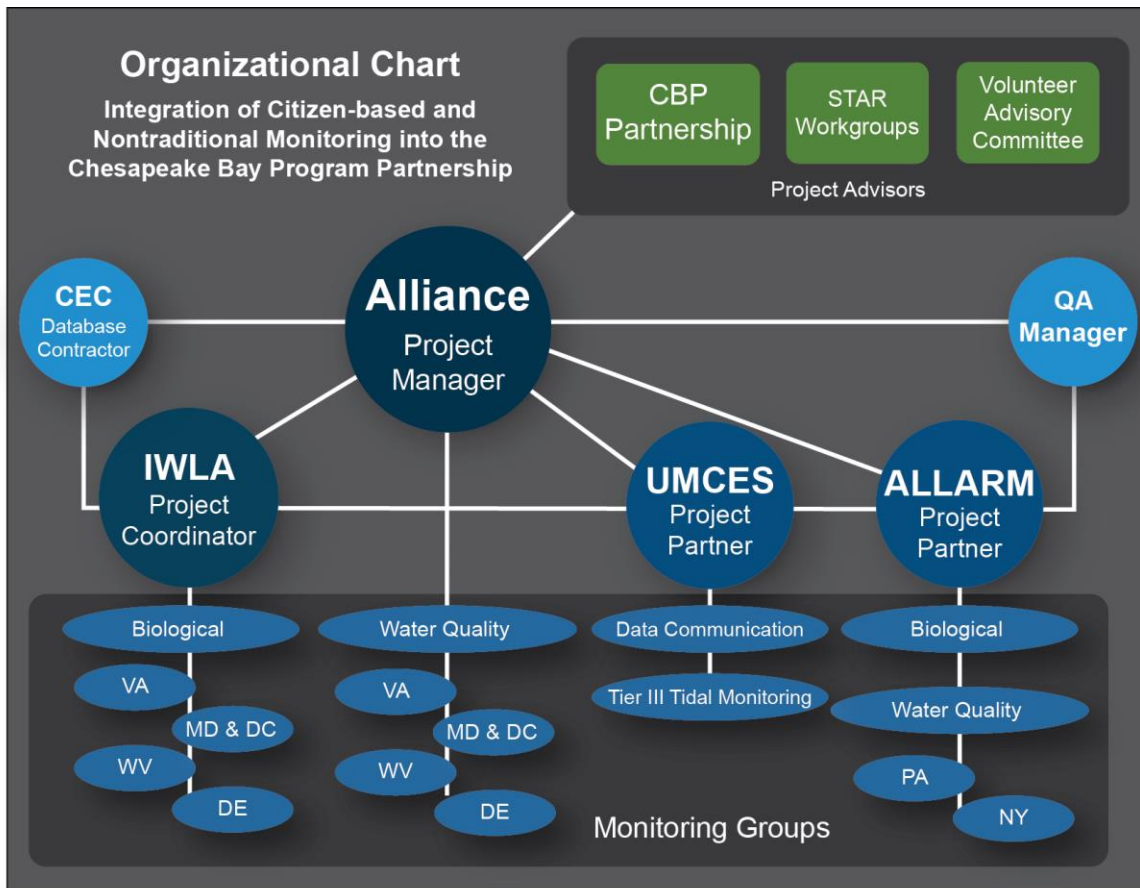 Organizational Chart
Integration of Citizen-based and
Nontraditional Monitoring into the
Chesapeake Bay Program Partnership
CBP
Partnership
STAR
Workgroups
Volunteer
Advisory
Committee
Project Advisors
CEC
Database
Contractor
Alliance
Project
Manager
QA
Manager
IWLA
Project
Coordinator
UMCES
Project
Partner
ALLARM
Project
Partner
Biological
VA
MD & DC
WV
DE
Water Quality
VA
MD & DC
WV
DE
Data Communication
Tier III Tidal Monitoring
Biological
Water Quality
PA
NY
Monitoring Groups